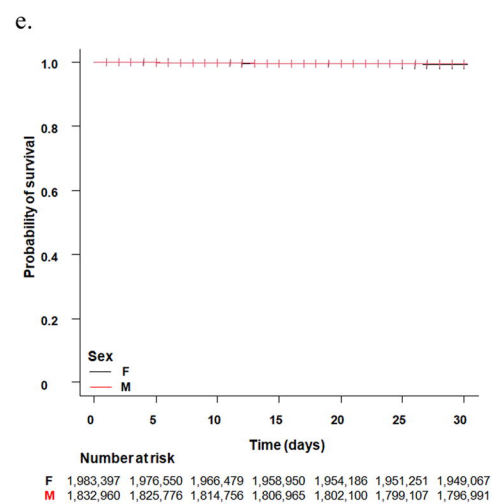 e.
Probability of survival
1.0
0.8
0.6
0.4
0.2
0
Sex
F
M
0 5 10 15 20 25 30
Time (days)
Number at risk
F 1,983,397 1,976,550 1,966,479 1,958,950 1,954,186 1,951,251 1,949,067
M 1,832,960 1,825,776 1,814,756 1,806,965 1,802,100 1,799,107 1,796,991